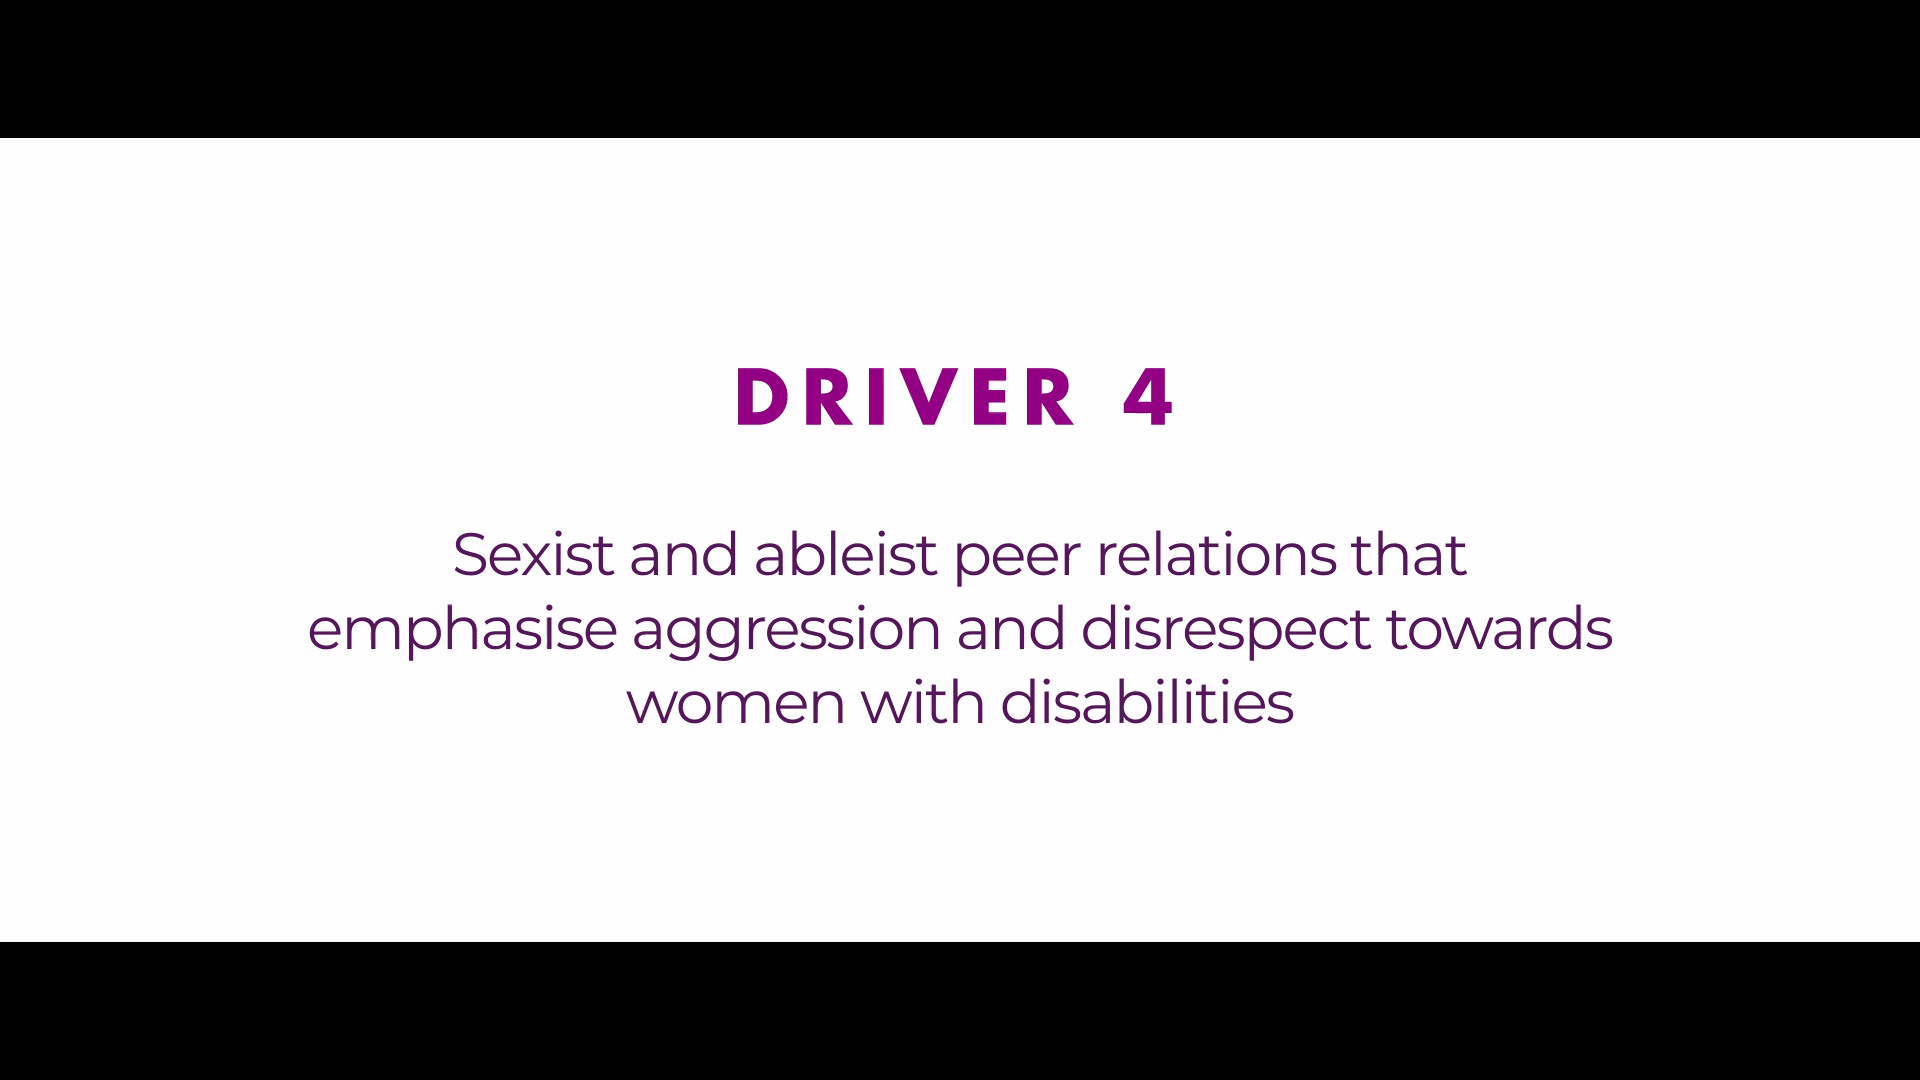 DRIVER 4
Sexist and ableist peer relations that
emphasise aggression and disrespect towards
women with disabilities